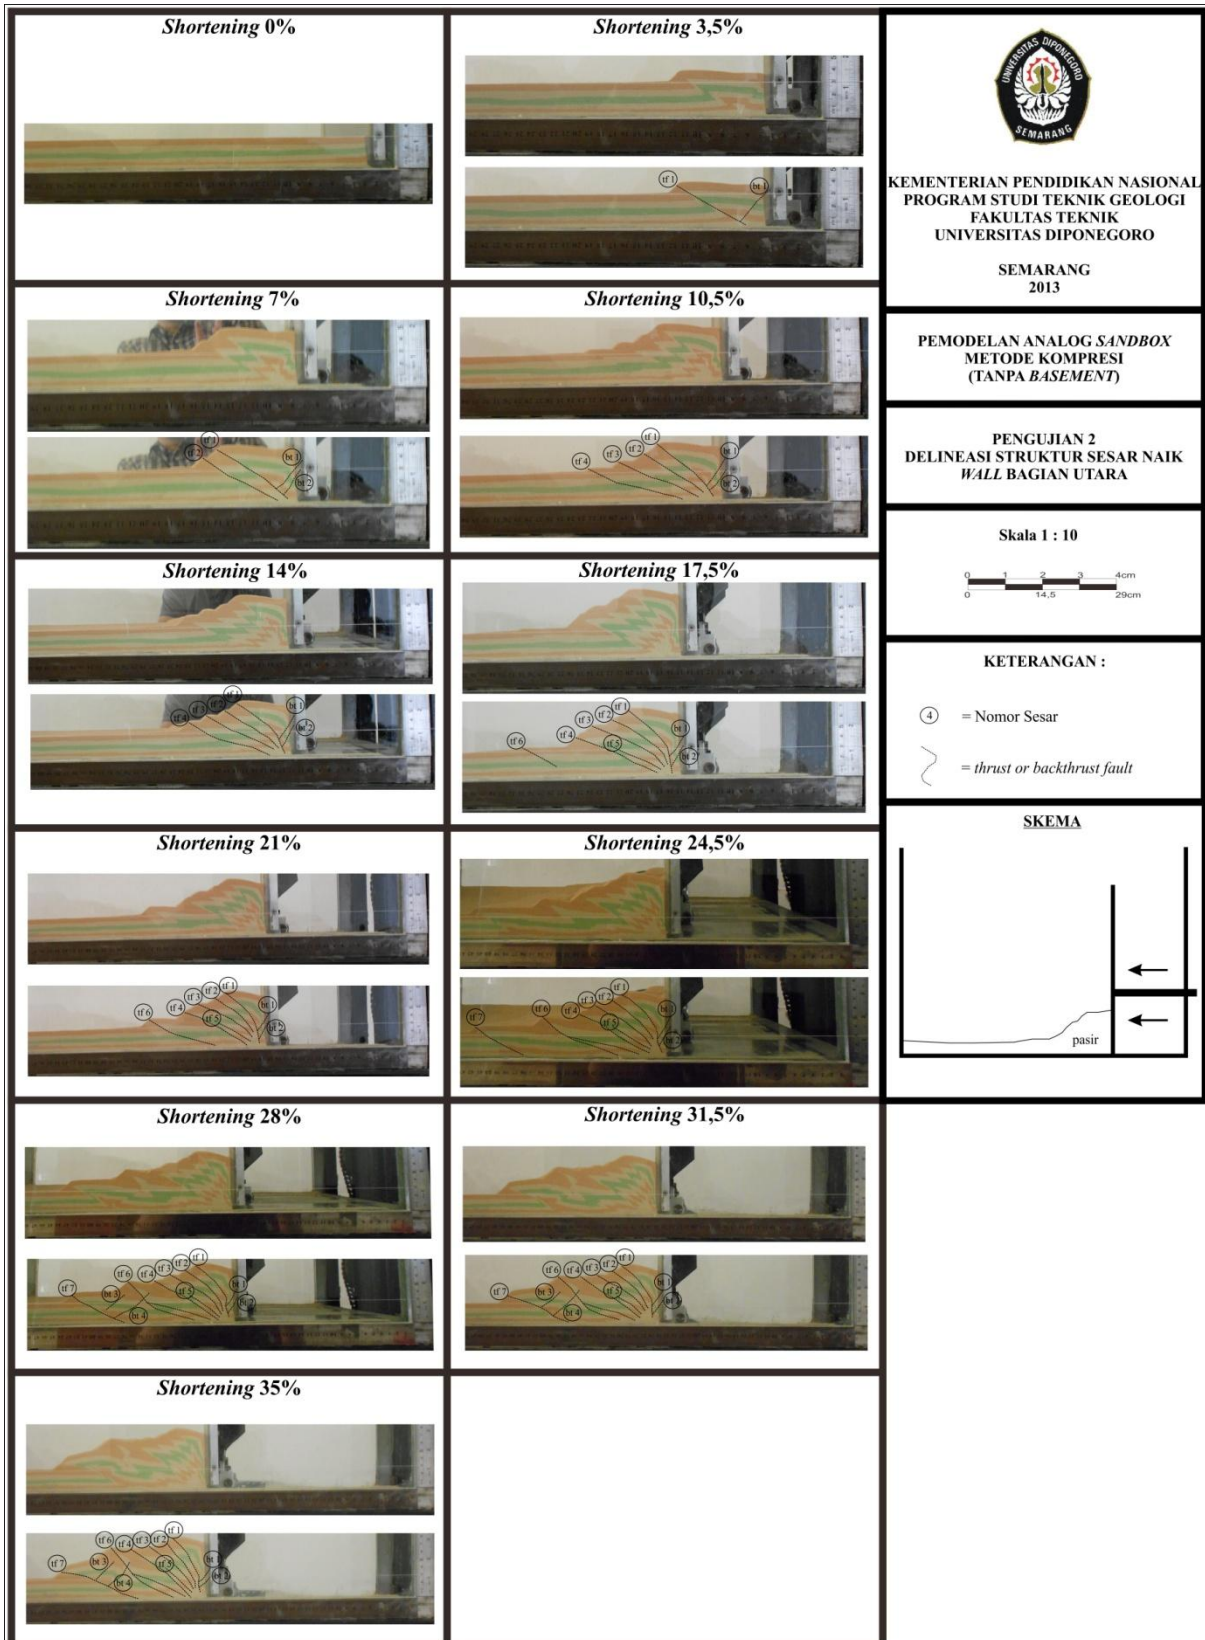 Shortening 0%
Shortening 3,5%
tf 1
bt 1
Shortening 7%
tf 1
tf 2
bt 1
bt 2
Shortening 10,5%
tf 1
tf 2
tf 3
tf 4
bt 1
bt 2
Shortening 14%
tf 1
tf 2
tf 3
tf 4
bt 1
bt 2
Shortening 17,5%
tf 1
tf 2
tf 3
tf 4
tf 5
tf 6
bt 1
bt 2
Shortening 21%
tf 1
tf 2
tf 3
tf 4
tf 5
tf 6
bt 1
bt 2
Shortening 24,5%
tf 1
tf 2
tf 3
tf 4
tf 5
tf 6
tf 7
bt 1
bt 2
Shortening 28%
tf 1
tf 2
tf 3
tf 4
tf 5
tf 6
tf 7
bt 1
bt 2
bt 3
bt 4
Shortening 31,5%
tf 1
tf 2
tf 3
tf 4
tf 5
tf 6
tf 7
bt 1
bt 3
bt 4
Shortening 35%
tf 1
tf 2
tf 3
tf 4
tf 5
tf 6
tf 7
bt 1
bt 2
bt 3
bt 4
UNIVERSITAS DIPONEGORO
SEMARANG
KEMENTERIAN PENDIDIKAN NASIONAL
PROGRAM STUDI TEKNIK GEOLOGI
FAKULTAS TEKNIK
UNIVERSITAS DIPONEGORO
SEMARANG
2013
PEMODELAN ANALOG SANDBOX
METODE KOMPRESI
(TANPA BASEMENT)
PENGUJIAN 2
DELINEASI STRUKTUR SESAR NAIK
WALL BAGIAN UTARA
Skala 1 : 10
0 1 2 3 4cm
0 14,5 29cm
KETERANGAN :
4 = Nomor Sesar
= thrust or backthrust fault
SKEMA
pasir